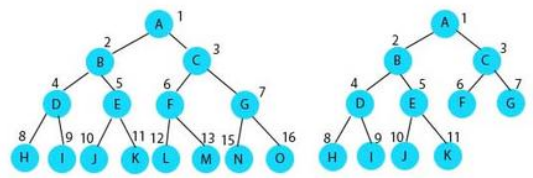 A 1 A 1
2 B C 3 2 B C 3
4 D 5 E 6 F G 7 4 D 5 E 6 F 7 G
8 H 9 I 10 J 11 K 12 L 13 M 15 N 16 O 8 H 9 I 10 J 11 K